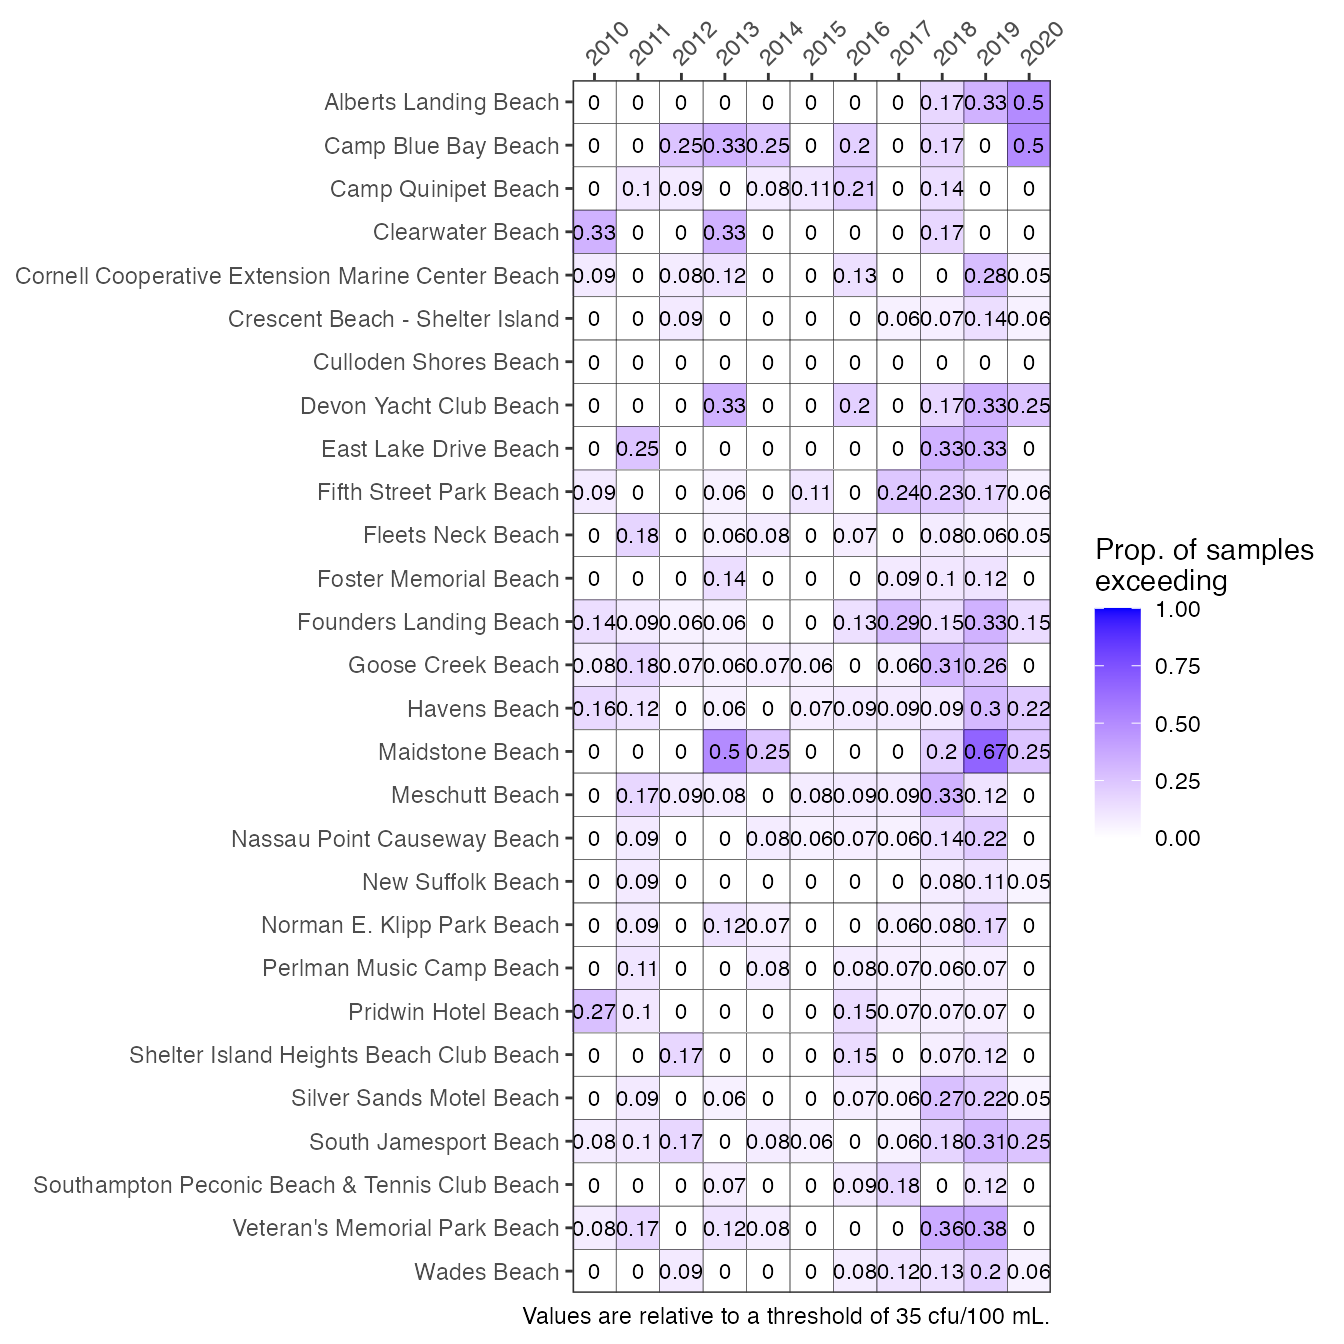 2010 2011 2012 2013 2014 2015 2016 2017 2018 2019 2020
Alberts Landing Beach 0 0 0 0 0 0 0 0 0.17 0.33 0.5
Camp Blue Bay Beach 0 0 0.25 0.33 0.25 0 0.2 0 0.17 0 0.5
Camp Quinipet Beach 0 0.1 0.09 0 0.08 0.11 0.21 0 0.14 0 0
Clearwater Beach 0.33 0 0 0.33 0 0 0 0 0.17 0 0
Cornell Cooperative Extension Marine Center Beach 0.09 0 0.08 0.12 0 0 0.13 0 0 0.28 0.05
Crescent Beach - Shelter Island 0 0 0.09 0 0 0 0 0.06 0.07 0.14 0.06
Culloden Shores Beach 0 0 0 0 0 0 0 0 0 0 0
Devon Yacht Club Beach 0 0 0 0.33 0 0 0.2 0 0.17 0.33 0.25
East Lake Drive Beach 0 0.25 0 0 0 0 0 0 0.33 0.33 0
Fifth Street Park Beach 0.09 0 0 0.06 0 0.11 0 0.24 0.23 0.17 0.06
Fleets Neck Beach 0 0.18 0 0.06 0.08 0 0.07 0 0.08 0.06 0.05
Foster Memorial Beach 0 0 0 0.14 0 0 0 0.09 0.1 0.12 0
Founders Landing Beach 0.14 0.09 0.06 0.06 0 0 0.13 0.29 0.15 0.33 0.15
Goose Creek Beach 0.08 0.18 0.07 0.06 0.07 0.06 0 0.06 0.31 0.26 0
Havens Beach 0.16 0.12 0 0.06 0 0.07 0.09 0.09 0.09 0.3 0.22
Maidstone Beach 0 0 0 0.5 0.25 0 0 0 0.2 0.67 0.25
Meschutt Beach 0 0.17 0.09 0.08 0 0.08 0.09 0.09 0.33 0.12 0
Nassau Point Causeway Beach 0 0.09 0 0 0.08 0.06 0.07 0.06 0.14 0.22 0
New Suffolk Beach 0 0.09 0 0 0 0 0 0 0.08 0.11 0.05
Norman E. Klipp Park Beach 0 0.09 0 0.12 0.07 0 0 0.06 0.08 0.17 0
Perlman Music Camp Beach 0 0.11 0 0 0.08 0 0.08 0.07 0.06 0.07 0
Pridwin Hotel Beach 0.27 0.1 0 0 0 0 0.15 0.07 0.07 0.07 0
Shelter Island Heights Beach Club Beach 0 0 0.17 0 0 0 0.15 0 0.07 0.12 0
Silver Sands Motel Beach 0 0.09 0 0.06 0 0 0.07 0.06 0.27 0.22 0.05
South Jamesport Beach 0.08 0.1 0.17 0 0.08 0.06 0 0.06 0.18 0.31 0.25
Southampton Peconic Beach & Tennis Club Beach 0 0 0 0.07 0 0 0.09 0.18 0 0.12 0
Veteran's Memorial Park Beach 0.08 0.17 0 0.12 0.08 0 0 0 0.36 0.38 0
Wades Beach 0 0 0.09 0 0 0 0.08 0.12 0.13 0.2 0.06
Values are relative to a threshold of 35 cfu/100 mL.
Prop. of samples
exceeding
1.00
0.75
0.50
0.25
0.00